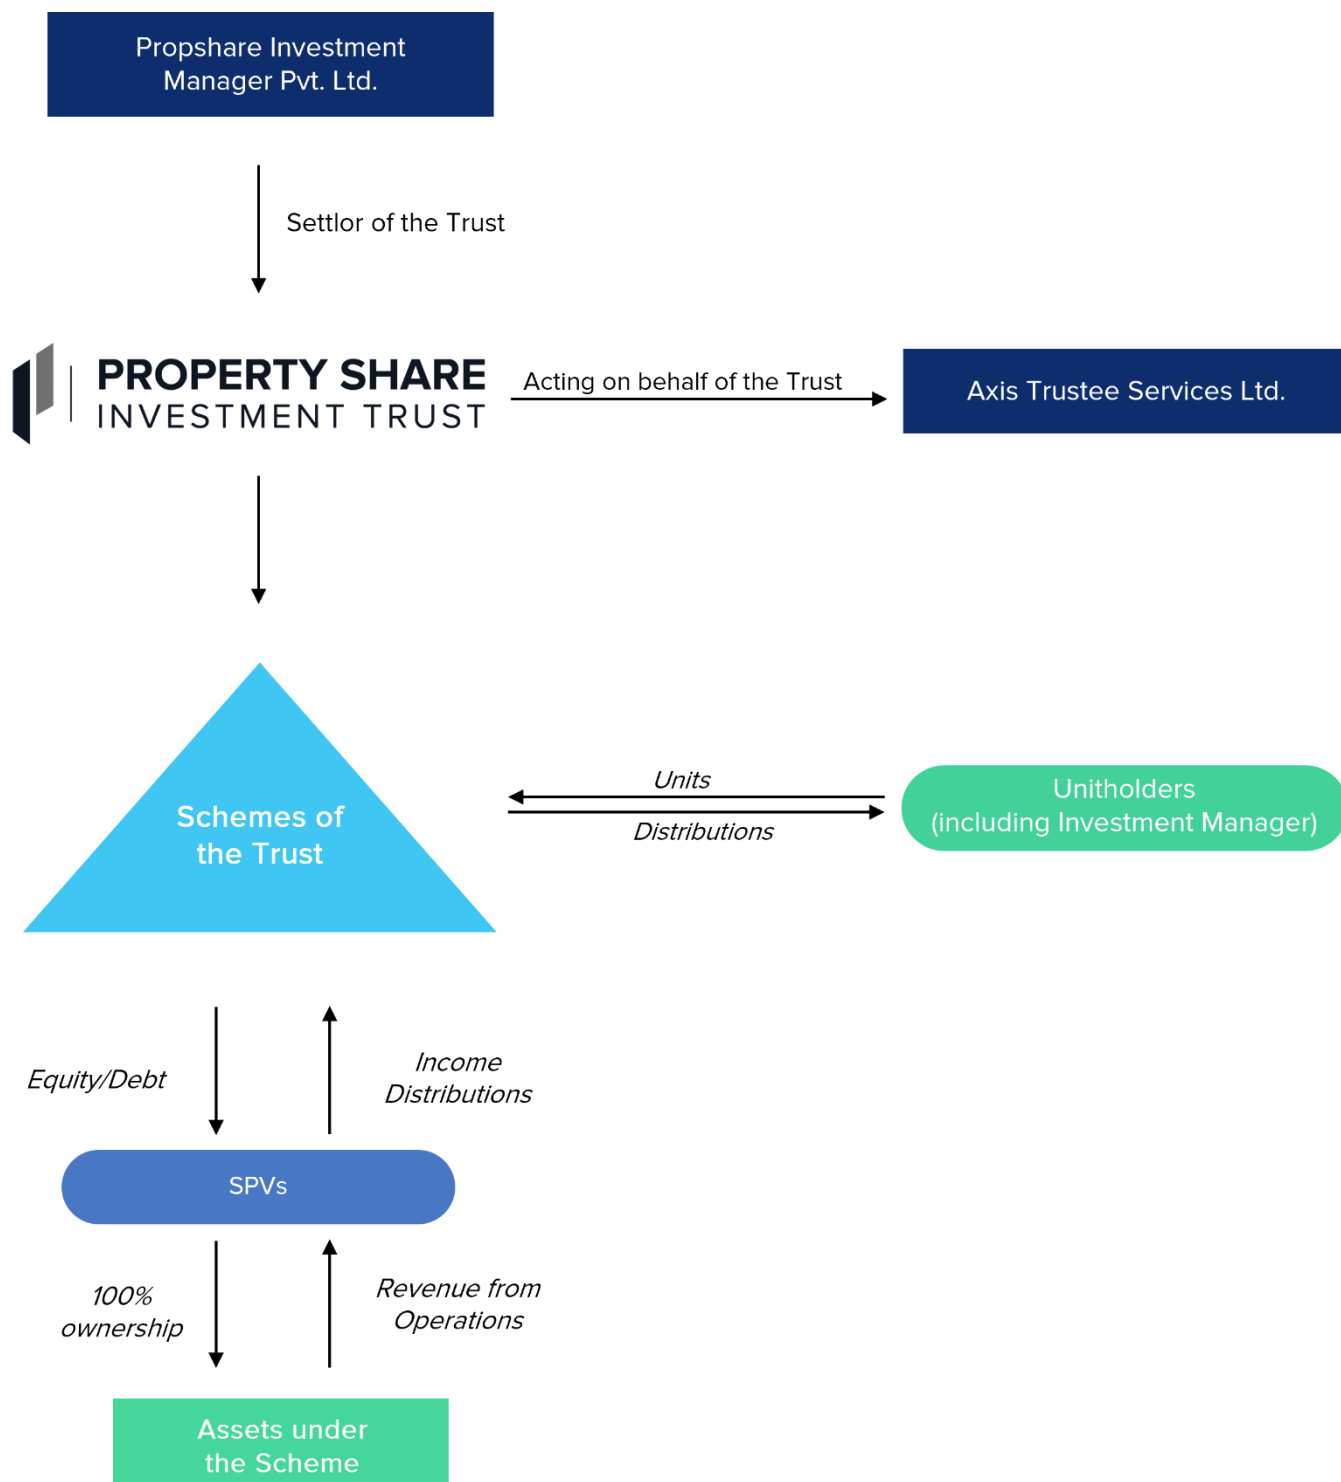 Propshare Investment
Manager Pvt. Ltd.
Settlor of the Trust
PROPERTY SHARE
INVESTMENT TRUST
Acting on behalf of the Trust
Axis Trustee Services Ltd.
Schemes of
the Trust
Units
Distributions
Unitholders
(including Investment Manager)
Equity/Debt
Income
Distributions
SPVs
100%
ownership
Revenue from
Operations
Assets under
the Scheme